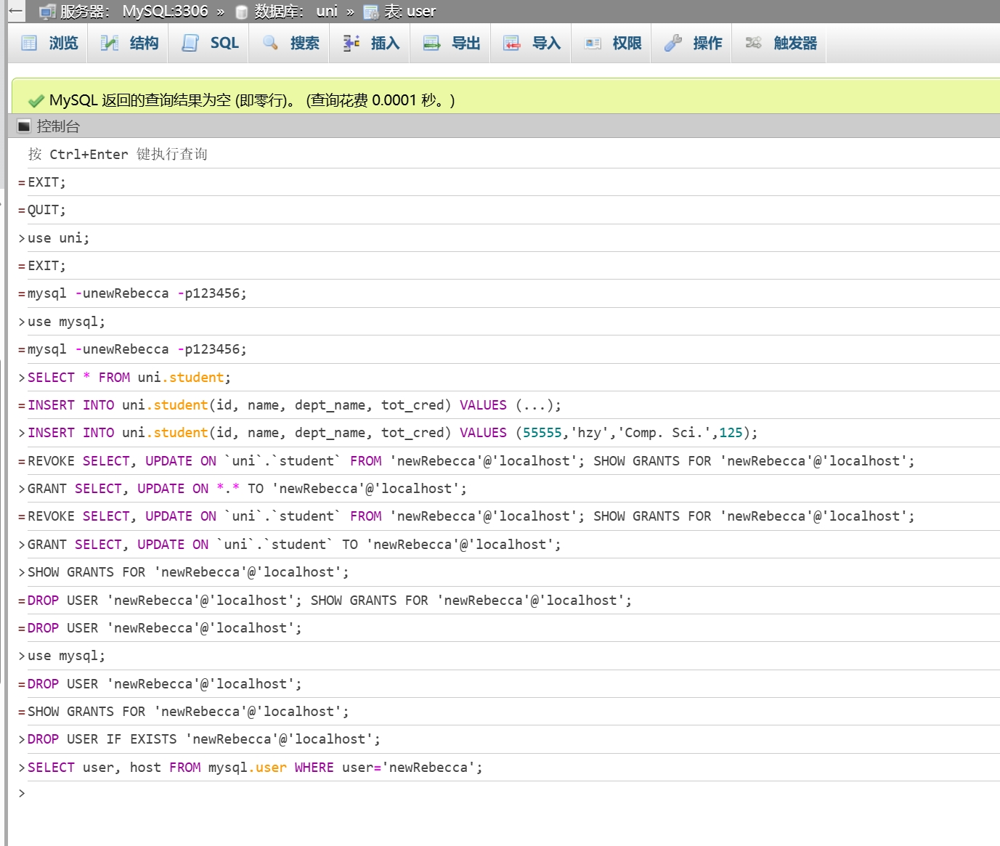 服务器： MySQL:3306 » 数据库： uni » 表: user
浏览 结构 SQL 搜索 插入 导出 导入 权限 操作 触发器
MySQL 返回的查询结果为空 (即零行)。 (查询花费 0.0001 秒。)
控制台
按 Ctrl+Enter 键执行查询
=EXIT;
=QUIT;
>use uni;
=EXIT;
=mysql -unewRebecca -p123456;
>use mysql;
=mysql -unewRebecca -p123456;
>SELECT * FROM uni.student;
=INSERT INTO uni.student(id, name, dept_name, tot_cred) VALUES (...);
>INSERT INTO uni.student(id, name, dept_name, tot_cred) VALUES (55555,'hzy','Comp. Sci.',125);
=REVOKE SELECT, UPDATE ON `uni`.`student` FROM 'newRebecca'@'localhost'; SHOW GRANTS FOR 'newRebecca'@'localhost';
>GRANT SELECT, UPDATE ON *.* TO 'newRebecca'@'localhost';
=REVOKE SELECT, UPDATE ON `uni`.`student` FROM 'newRebecca'@'localhost'; SHOW GRANTS FOR 'newRebecca'@'localhost';
>GRANT SELECT, UPDATE ON `uni`.`student` TO 'newRebecca'@'localhost';
>SHOW GRANTS FOR 'newRebecca'@'localhost';
=DROP USER 'newRebecca'@'localhost'; SHOW GRANTS FOR 'newRebecca'@'localhost';
=DROP USER 'newRebecca'@'localhost';
>use mysql;
=DROP USER 'newRebecca'@'localhost';
=SHOW GRANTS FOR 'newRebecca'@'localhost';
>DROP USER IF EXISTS 'newRebecca'@'localhost';
>SELECT user, host FROM mysql.user WHERE user='newRebecca';
>